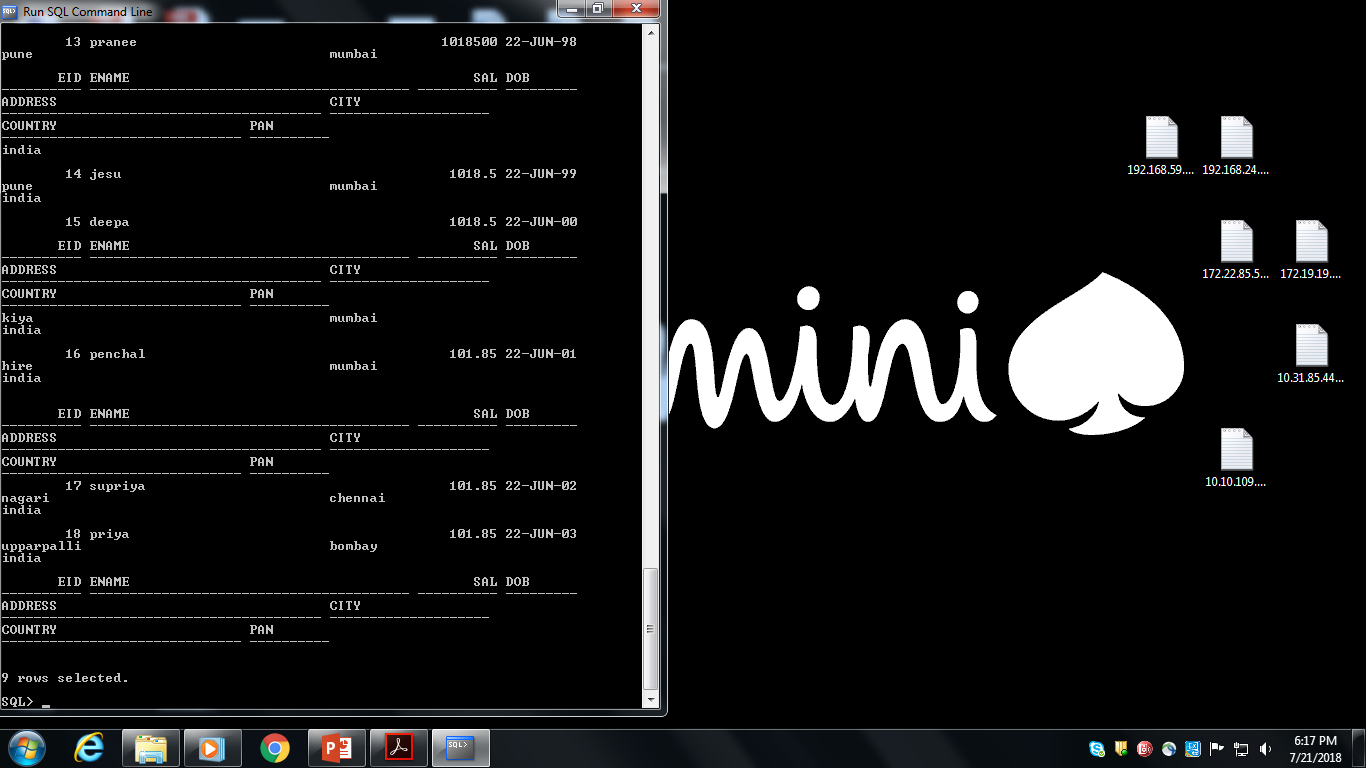 Run SQL Command Line
13 pranee 1018500 22-JUN-98
pune mumbai
EID ENAME SAL DOB
ADDRESS CITY
COUNTRY PAN
india
14 jesu 1018.5 22-JUN-99
pune mumbai
india
15 deepa 1018.5 22-JUN-00
EID ENAME SAL DOB
ADDRESS CITY
COUNTRY PAN
kiya mumbai
india
16 penchal 101.85 22-JUN-01
hire mumbai
india
EID ENAME SAL DOB
ADDRESS CITY
COUNTRY PAN
17 supriya 101.85 22-JUN-02
nagari chennai
india
18 priya 101.85 22-JUN-03
upparpalli bombay
india
EID ENAME SAL DOB
ADDRESS CITY
COUNTRY PAN
9 rows selected.
SQL> _
192.168.59.... 192.168.24....
172.22.85.5... 172.19.19....
mini
10.31.85.44...
10.10.109....
6:17 PM
7/21/2018